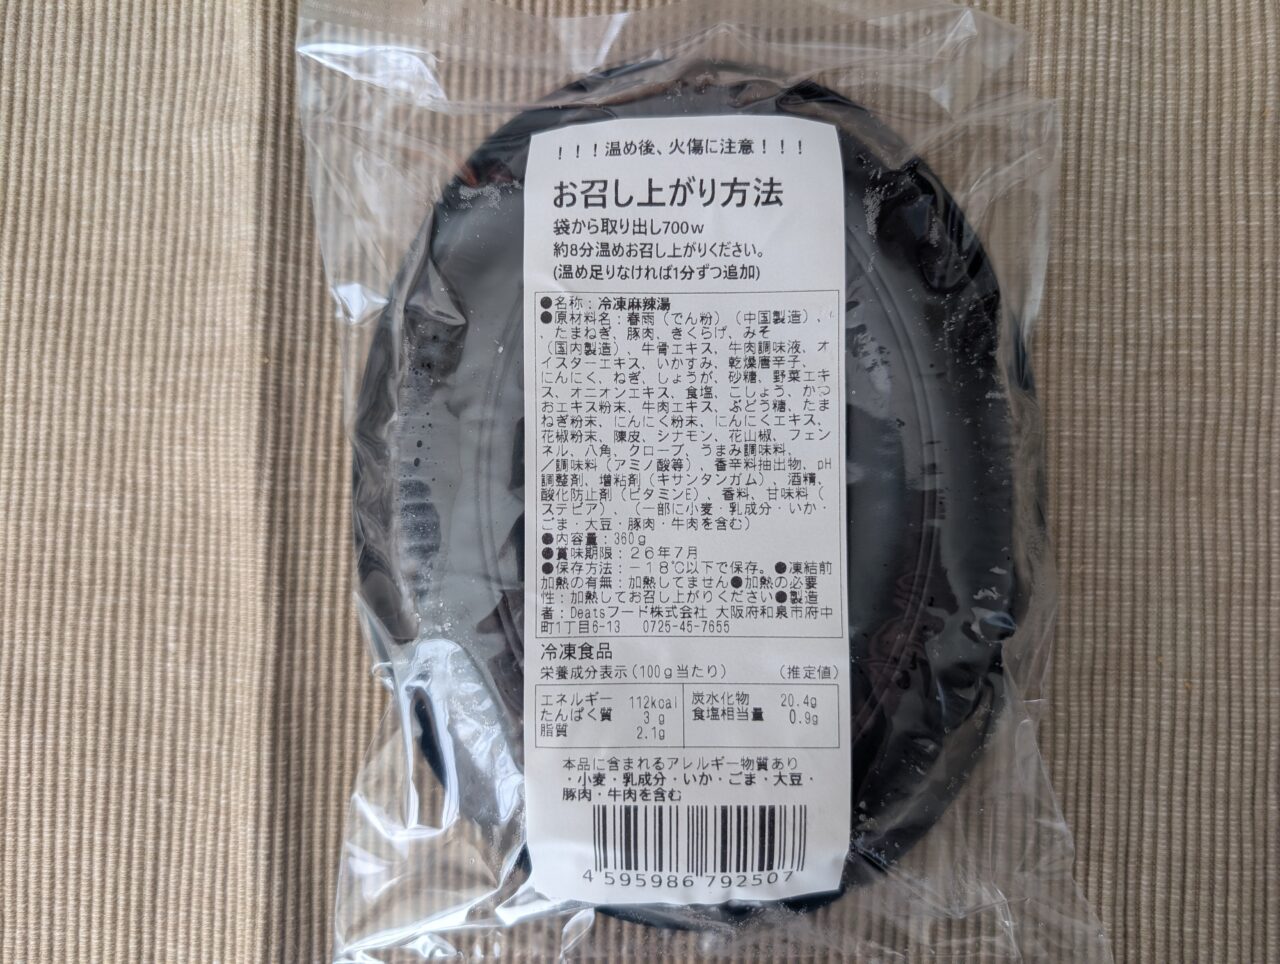 ！！！温め後、火傷に注意！！！
お召し上がり方法
袋から取り出し700w
約8分温めお召し上がりください。
(温め足りなければ1分ずつ追加)
●名称：冷凍麻辣湯
●原材料名：春雨（でん粉）（中国製造）、
、たまねぎ、豚肉、きくらげ、みそ
（国内製造）、牛骨エキス、牛肉調味液、オ
イスターエキス、いかすみ、乾燥唐辛子、
にんにく、ねぎ、しょうが、砂糖、野菜エキ
ス、オニオンエキス、食塩、こしょう、かつ
おエキス粉末、牛肉エキス、ぶどう糖、たま
ねぎ粉末、にんにく粉末、にんにくエキス、
花椒粉末、陳皮、シナモン、花山椒、フェン
ネル、八角、クローブ、うまみ調味料、
／調味料（アミノ酸等）、香辛料抽出物、pH
調整剤、増粘剤（キサンタンガム）、酒精、
酸化防止剤（ビタミンE）、香料、甘味料（
ステビア）、（一部に小麦・乳成分・いか・
ごま・大豆・豚肉・牛肉を含む）
●内容量：360g
●賞味期限：26年7月
●保存方法：－18℃以下で保存。●凍結前
加熱の有無：加熱してません●加熱の必要
性：加熱してお召し上がりください●製造
者：Deatsフード株式会社 大阪府和泉市府中
町1丁目6-13 0725-45-7655
冷凍食品
栄養成分表示（100g当たり） （推定値）
エネルギー 112kcal 炭水化物 20.4g
たんぱく質 3g 食塩相当量 0.9g
脂質 2.1g
本品に含まれるアレルギー物質あり
・小麦・乳成分・いか・ごま・大豆・
豚肉・牛肉を含む
4 595986 792507